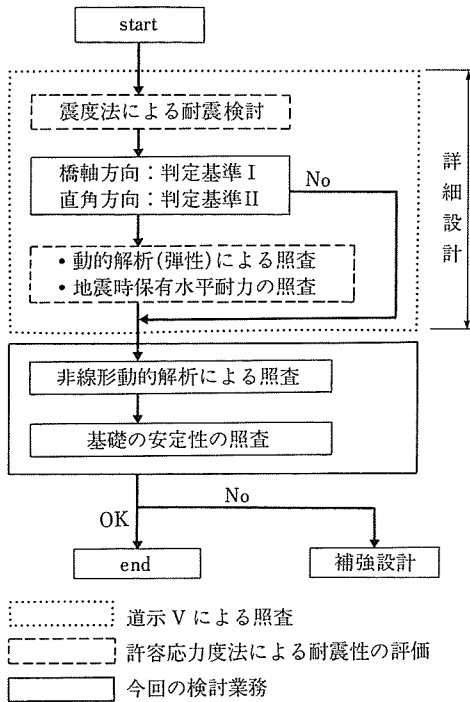 start
震度法による耐震検討
橋軸方向：判定基準Ⅰ
直角方向：判定基準Ⅱ
No
・動的解析(弾性)による照査
・地震時保有水平耐力の照査
詳細設計
非線形動的解析による照査
基礎の安定性の照査
No
OK
end
補強設計
道示Ⅴによる照査
許容応力度法による耐震性の評価
今回の検討業務